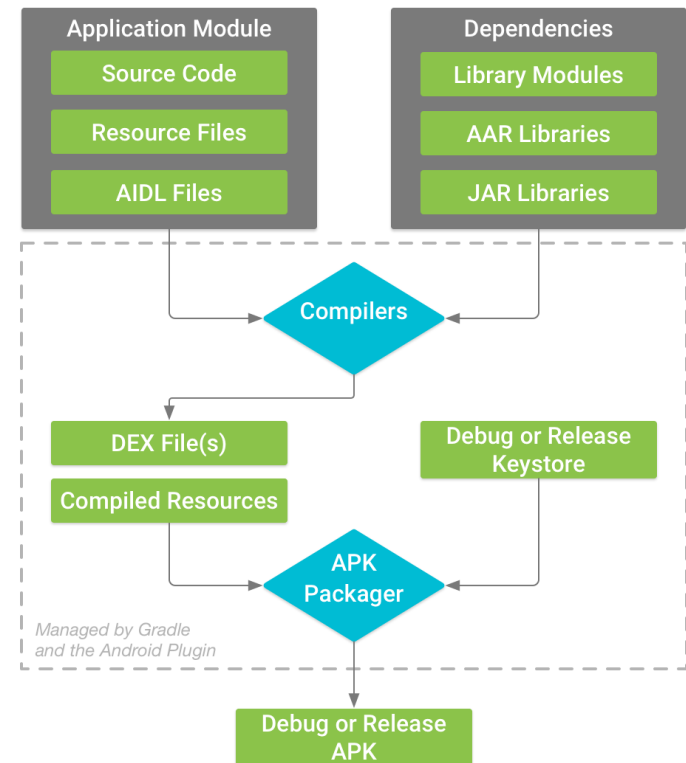 Application Module
Source Code
Resource Files
AIDL Files
Dependencies
Library Modules
AAR Libraries
JAR Libraries
Compilers
DEX File(s)
Compiled Resources
Debug or Release
Keystore
APK
Packager
Managed by Gradle
and the Android Plugin
Debug or Release
APK